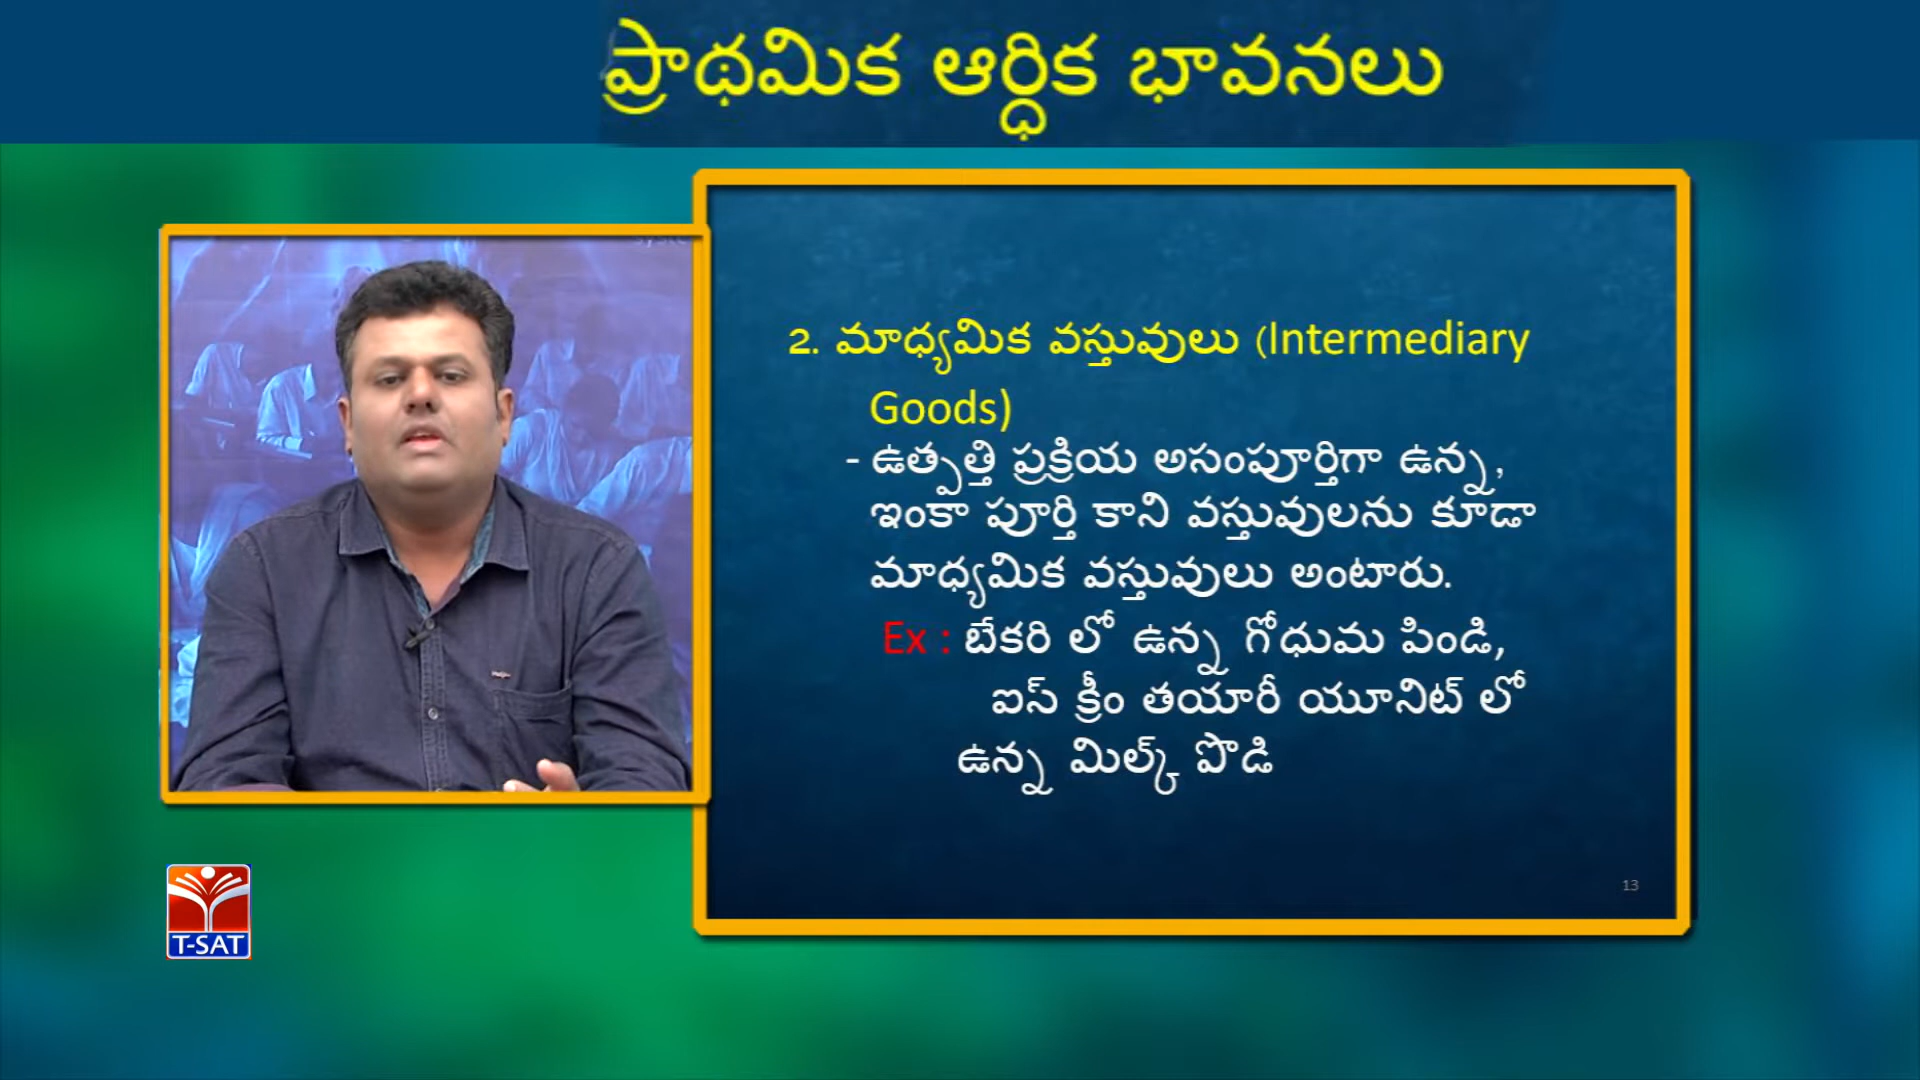 ప్రాథమిక ఆర్ధిక భావనలు
2. మాధ్యమిక వస్తువులు (Intermediary
Goods)
- ఉత్పత్తి ప్రక్రియ అసంపూర్తిగా ఉన్న,
ఇంకా పూర్తి కాని వస్తువులను కూడా
మాధ్యమిక వస్తువులు అంటారు.
Ex : బేకరి లో ఉన్న గోధుమ పిండి,
ఐస్ క్రీం తయారీ యూనిట్ లో
ఉన్న మిల్క్ పొడి
13
T-SAT